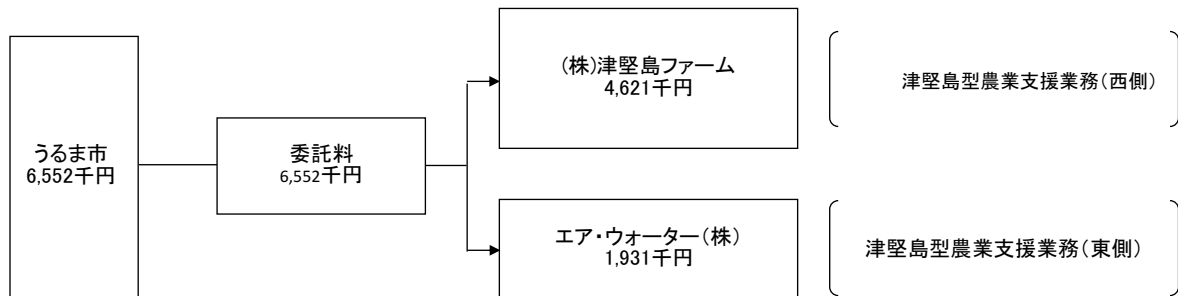 うるま市
6,552千円
委託料
6,552千円
(株)津堅島ファーム
4,621千円
津堅島型農業支援業務(西側)
エア・ウォーター(株)
1,931千円
津堅島型農業支援業務(東側)